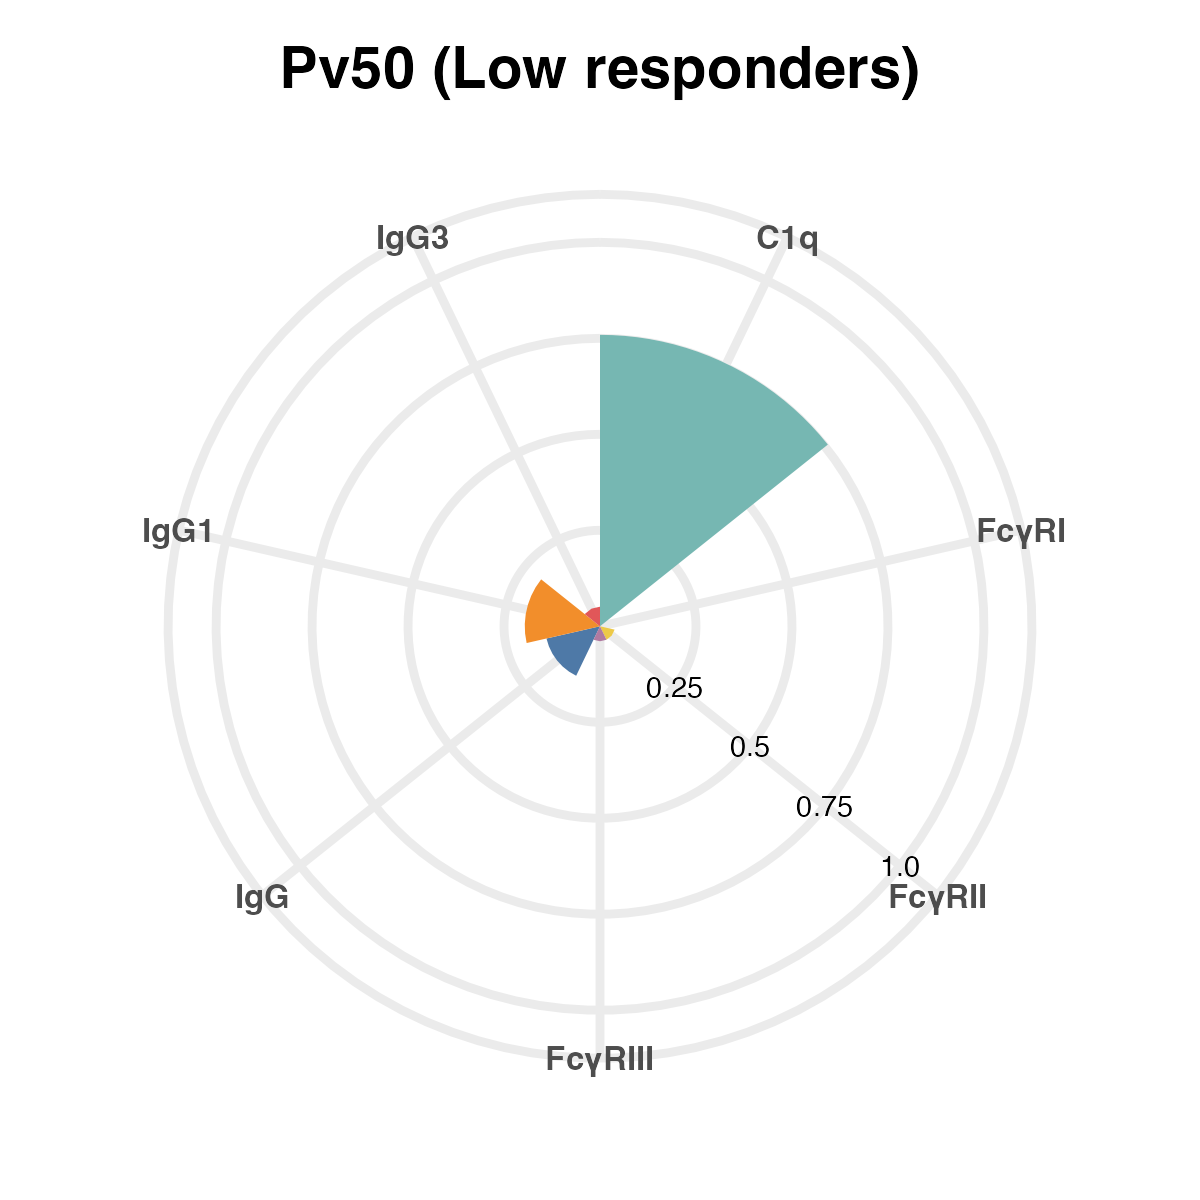 Pv50 (Low responders)
IgG3
C1q
IgG1
FcγRI
0.25
0.5
0.75
1.0
IgG
FcγRII
FcγRIII